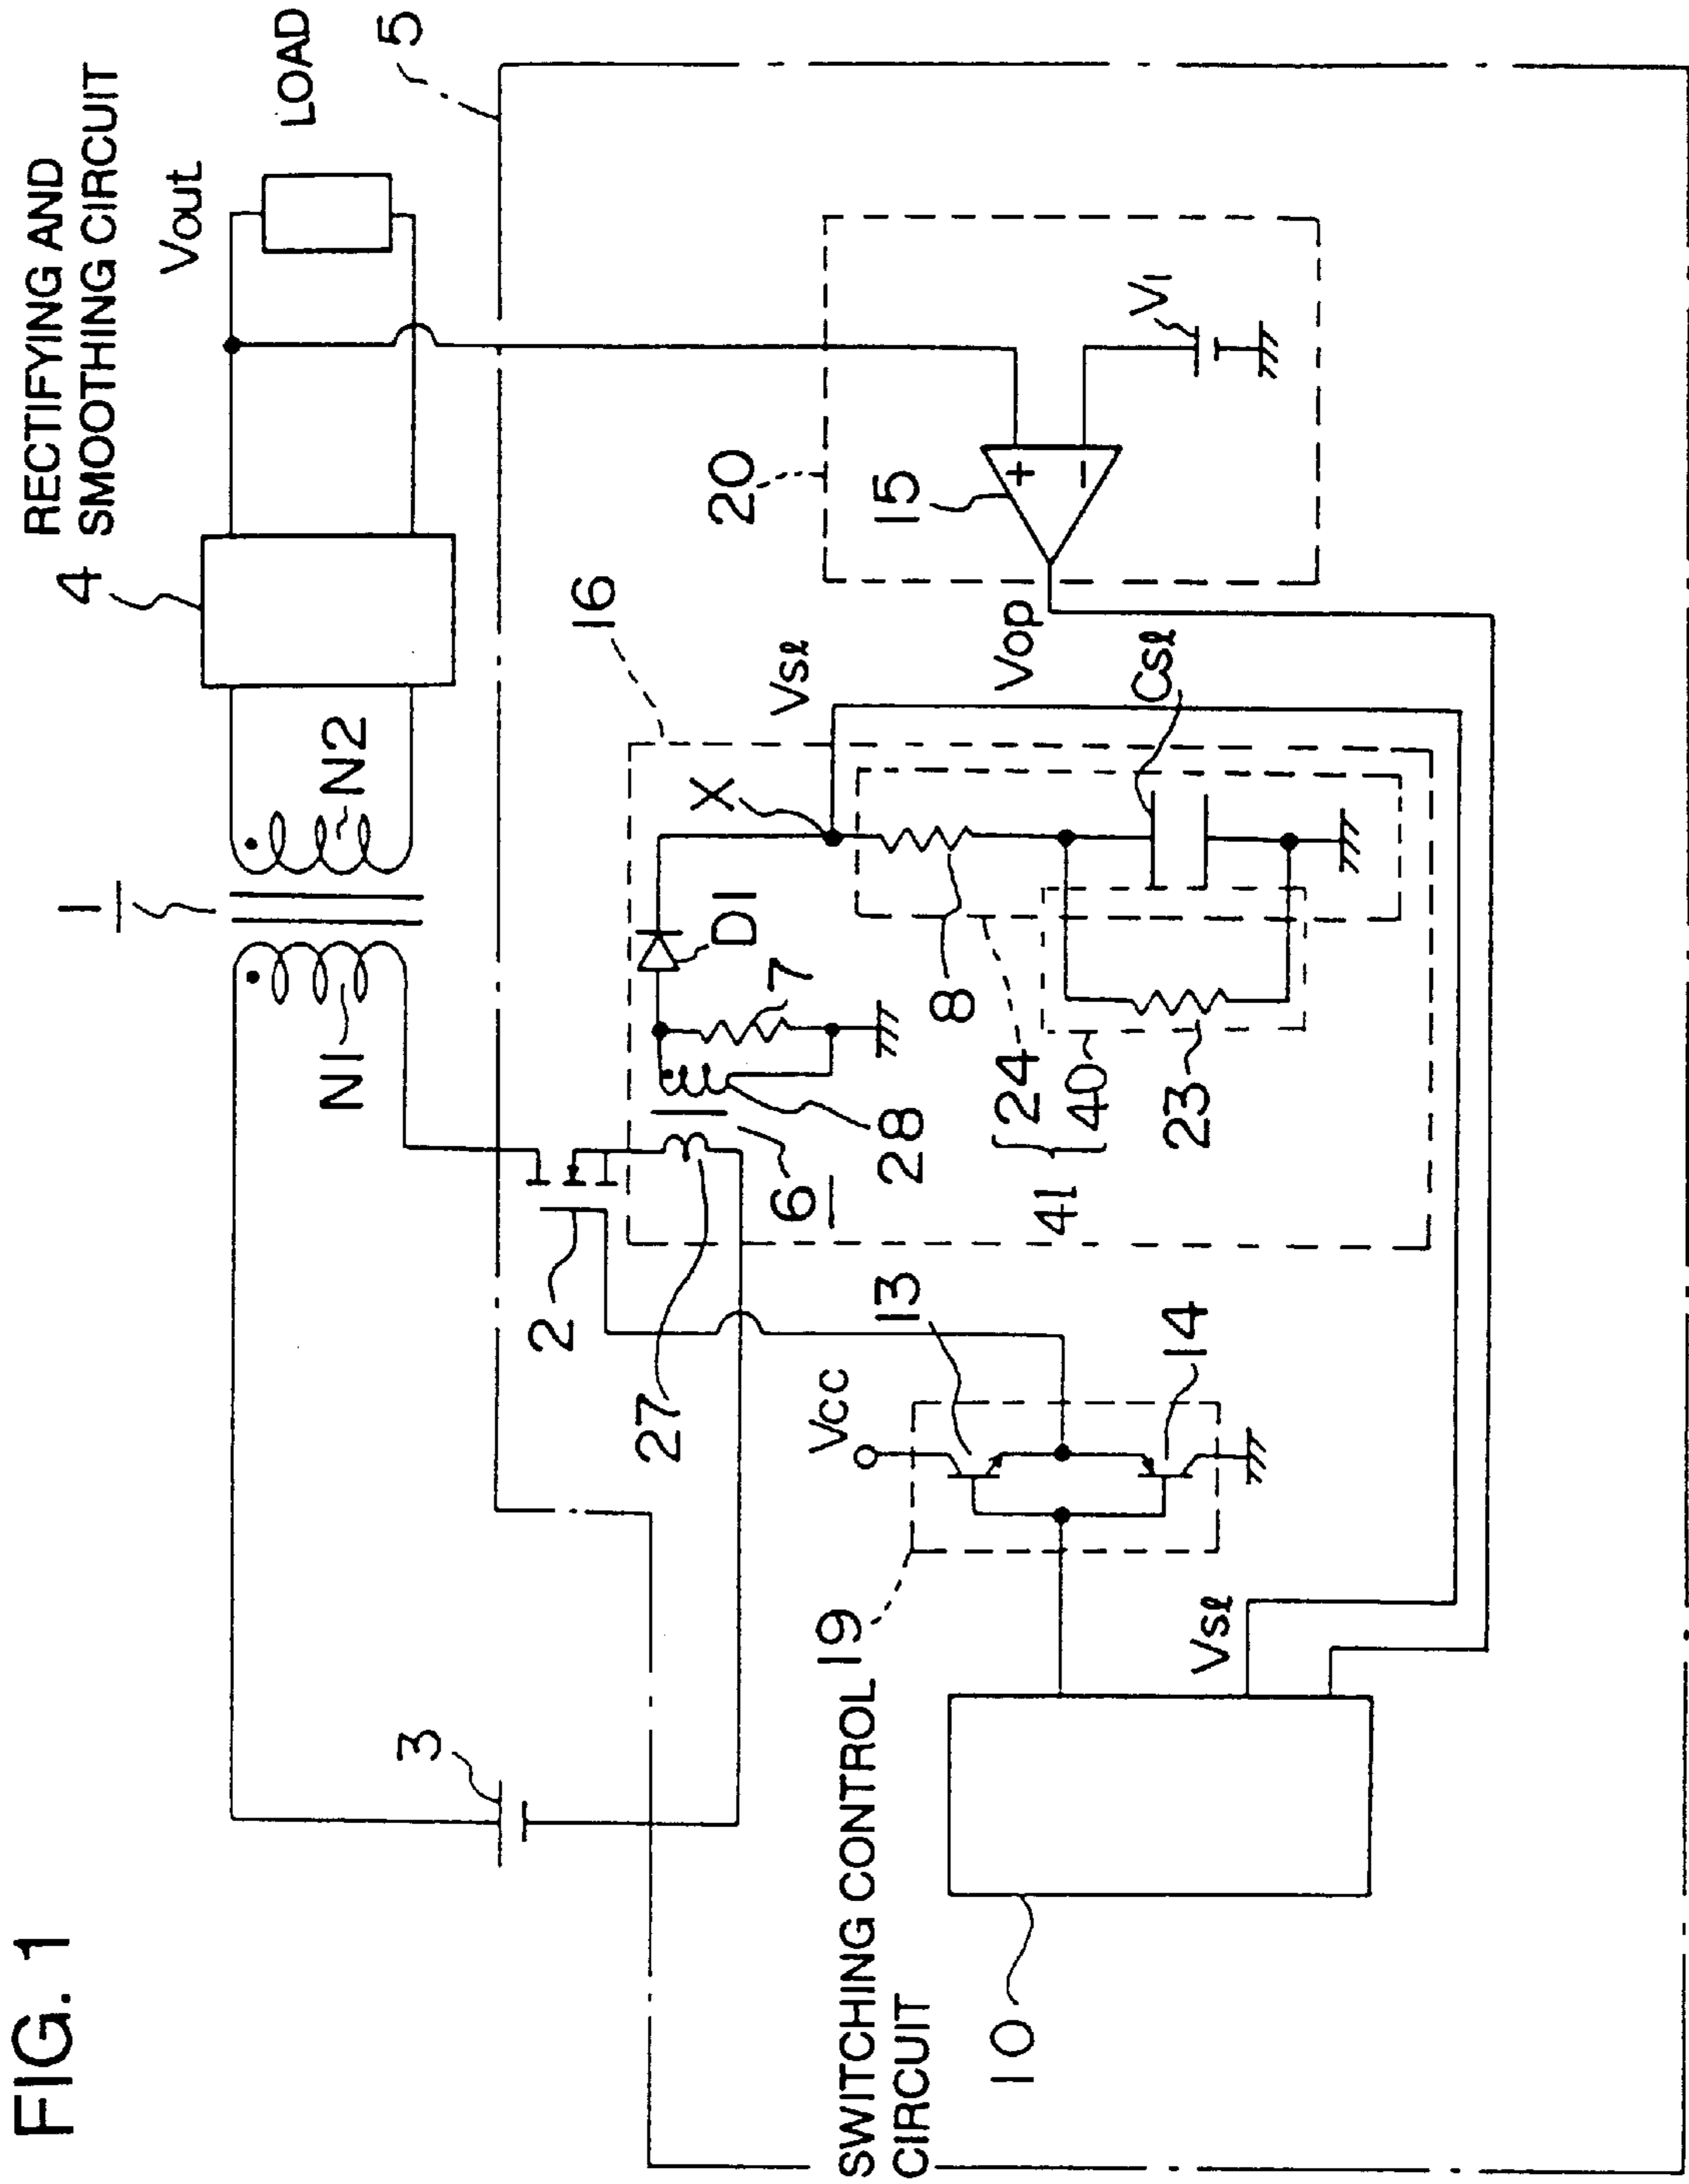 FIG. 1
RECTIFYING AND
SMOOTHING CIRCUIT
4
Vout
LOAD
1
N1
N2
3
5
2
27
6
28
7
D1
X
16
Vsℓ
8
24
40
41
23
Csℓ
Vop
20
15
+
−
V1
Vcc
13
14
19
SWITCHING CONTROL
CIRCUIT
10
Vsℓ